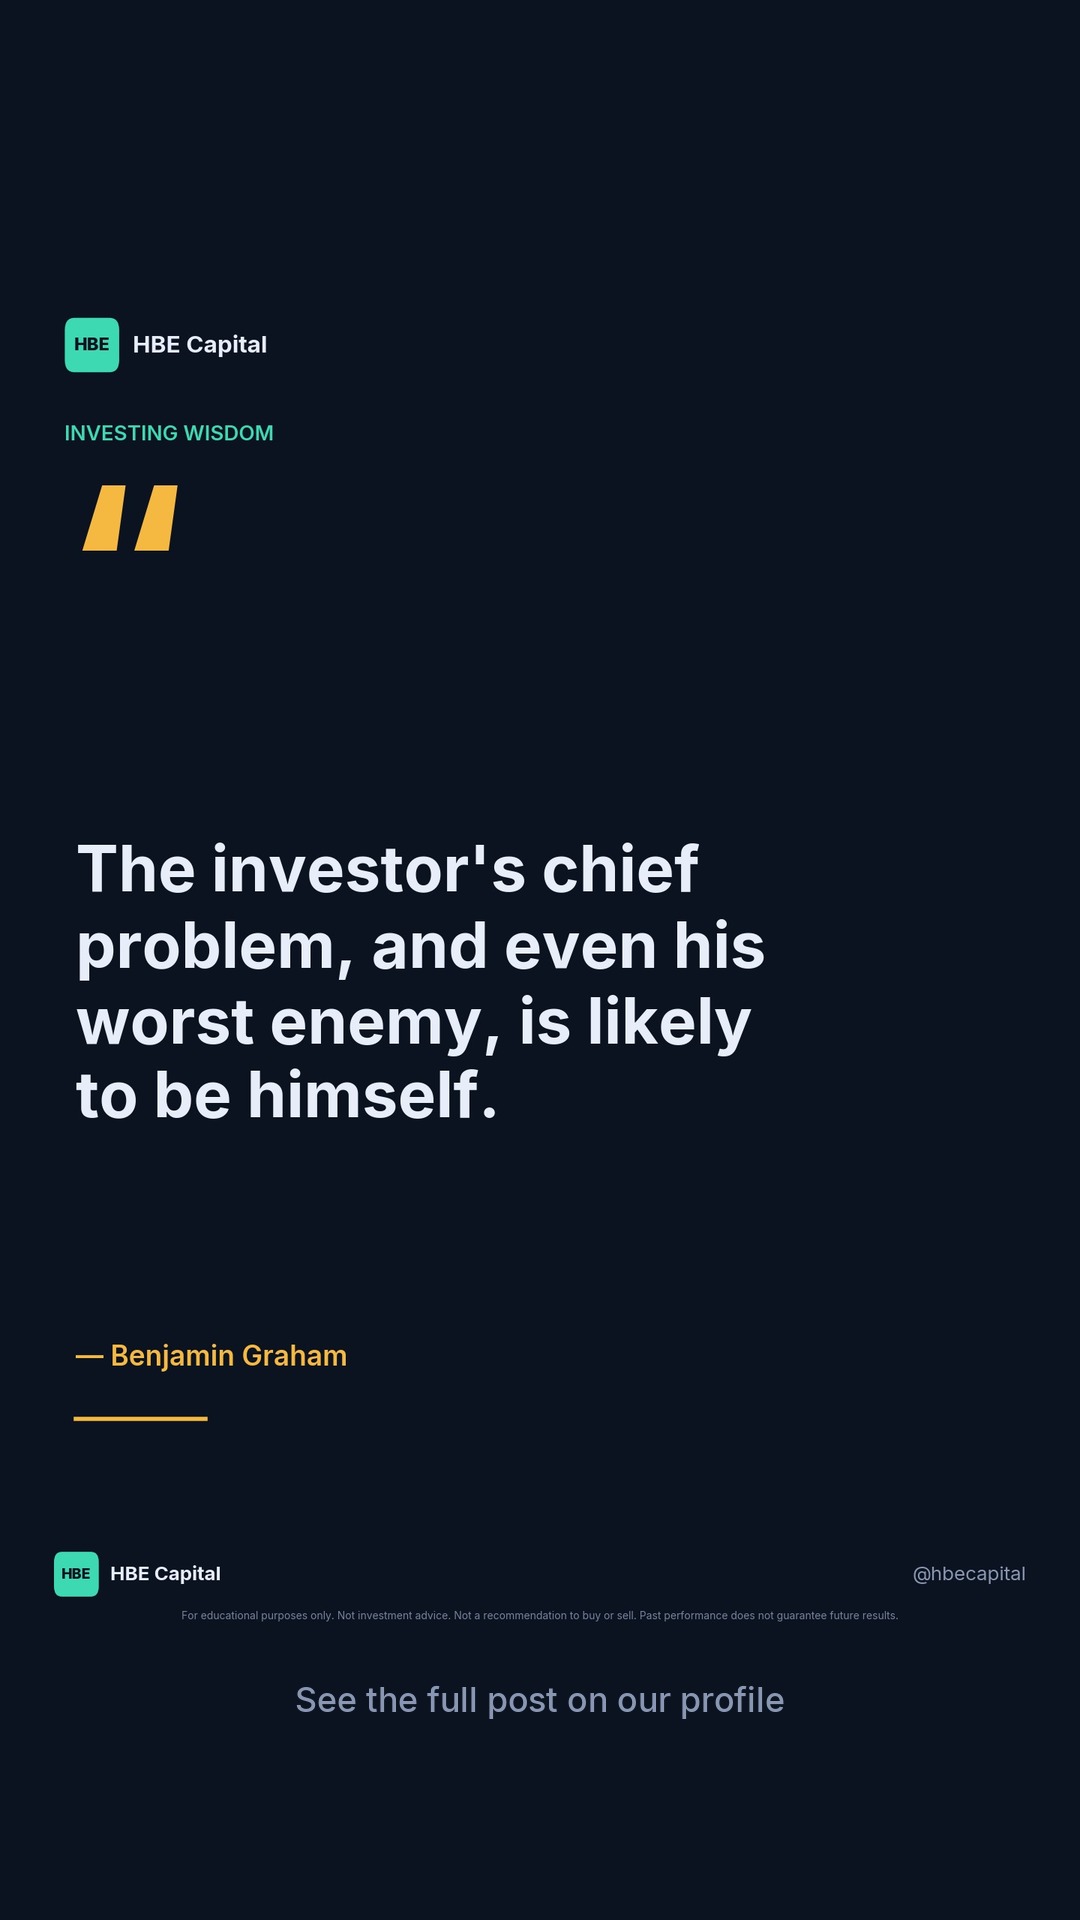 HBE HBE Capital
INVESTING WISDOM
"
The investor's chief
problem, and even his
worst enemy, is likely
to be himself.
— Benjamin Graham
HBE HBE Capital @hbecapital
For educational purposes only. Not investment advice. Not a recommendation to buy or sell. Past performance does not guarantee future results.
See the full post on our profile